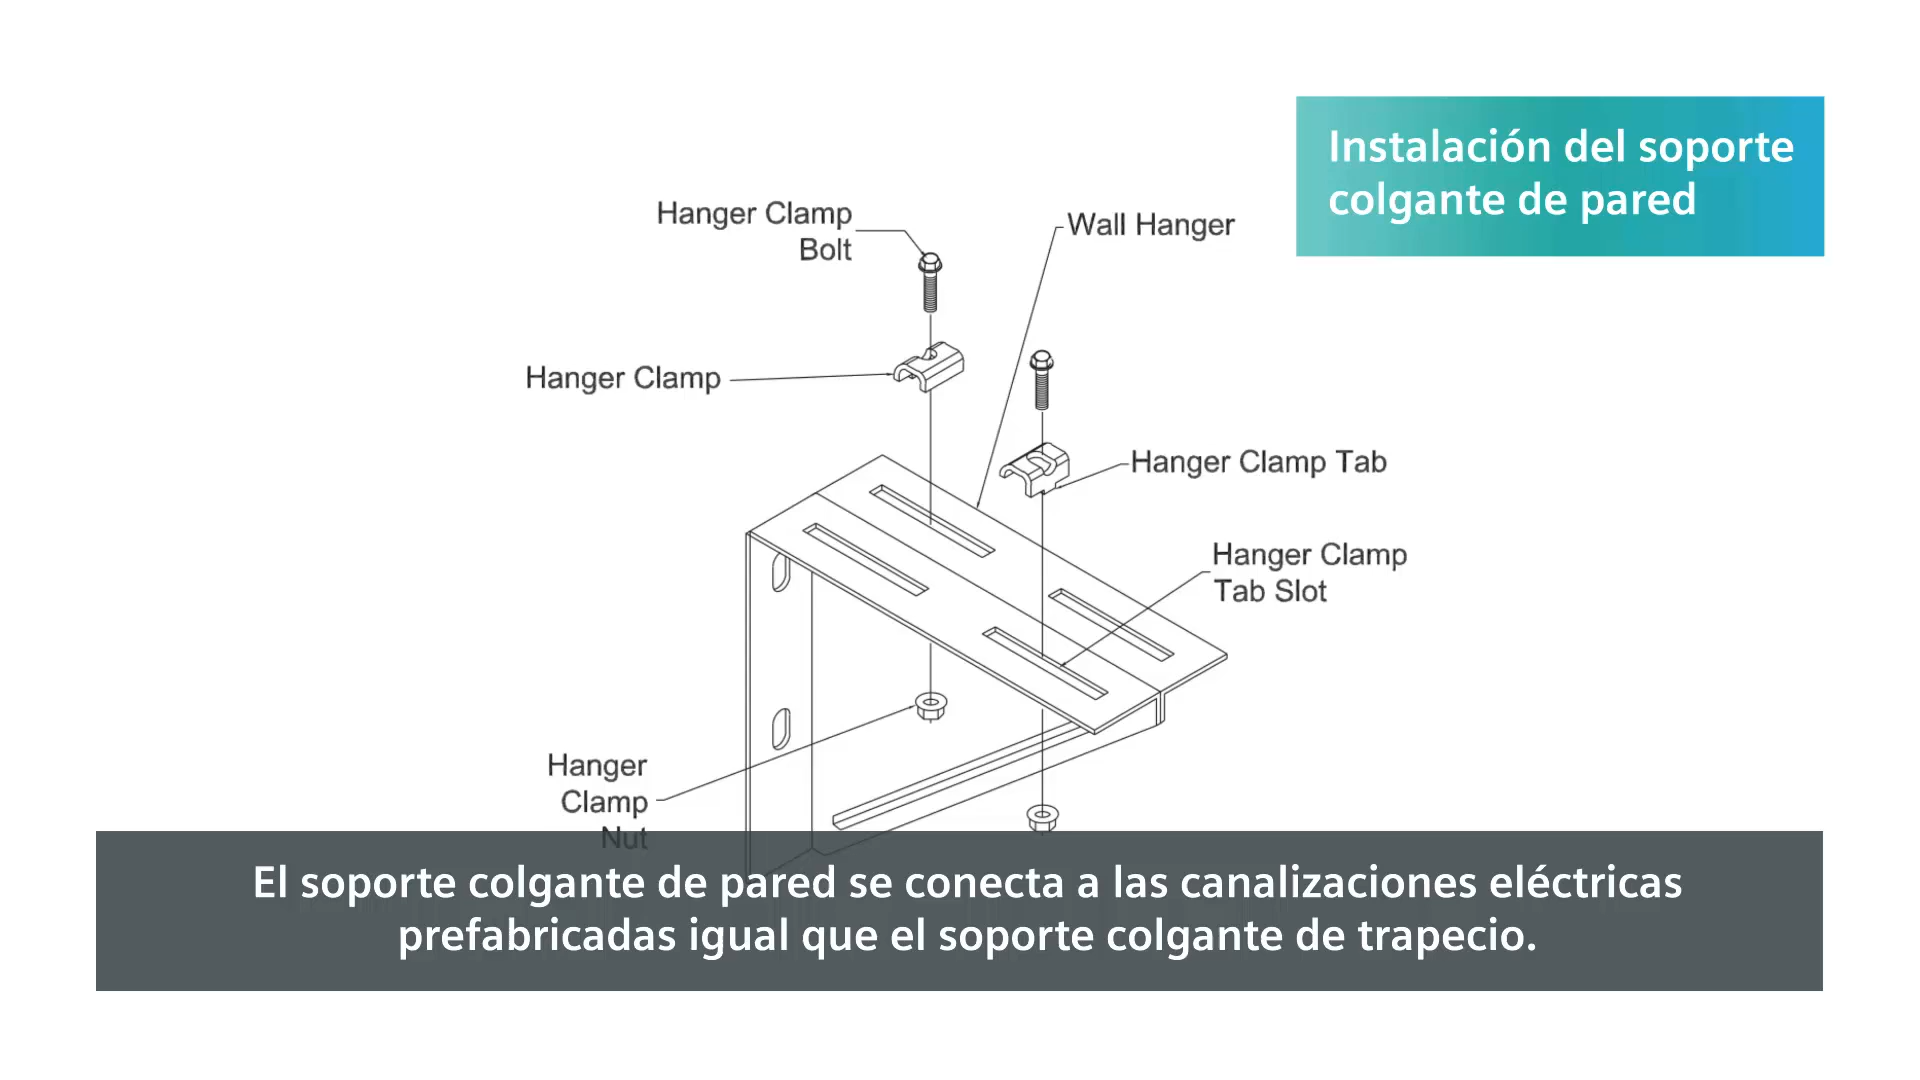 Instalación del soporte
colgante de pared
Hanger Clamp
Bolt
Wall Hanger
Hanger Clamp
Hanger Clamp Tab
Hanger Clamp
Tab Slot
Hanger
Clamp
Nut
El soporte colgante de pared se conecta a las canalizaciones eléctricas
prefabricadas igual que el soporte colgante de trapecio.